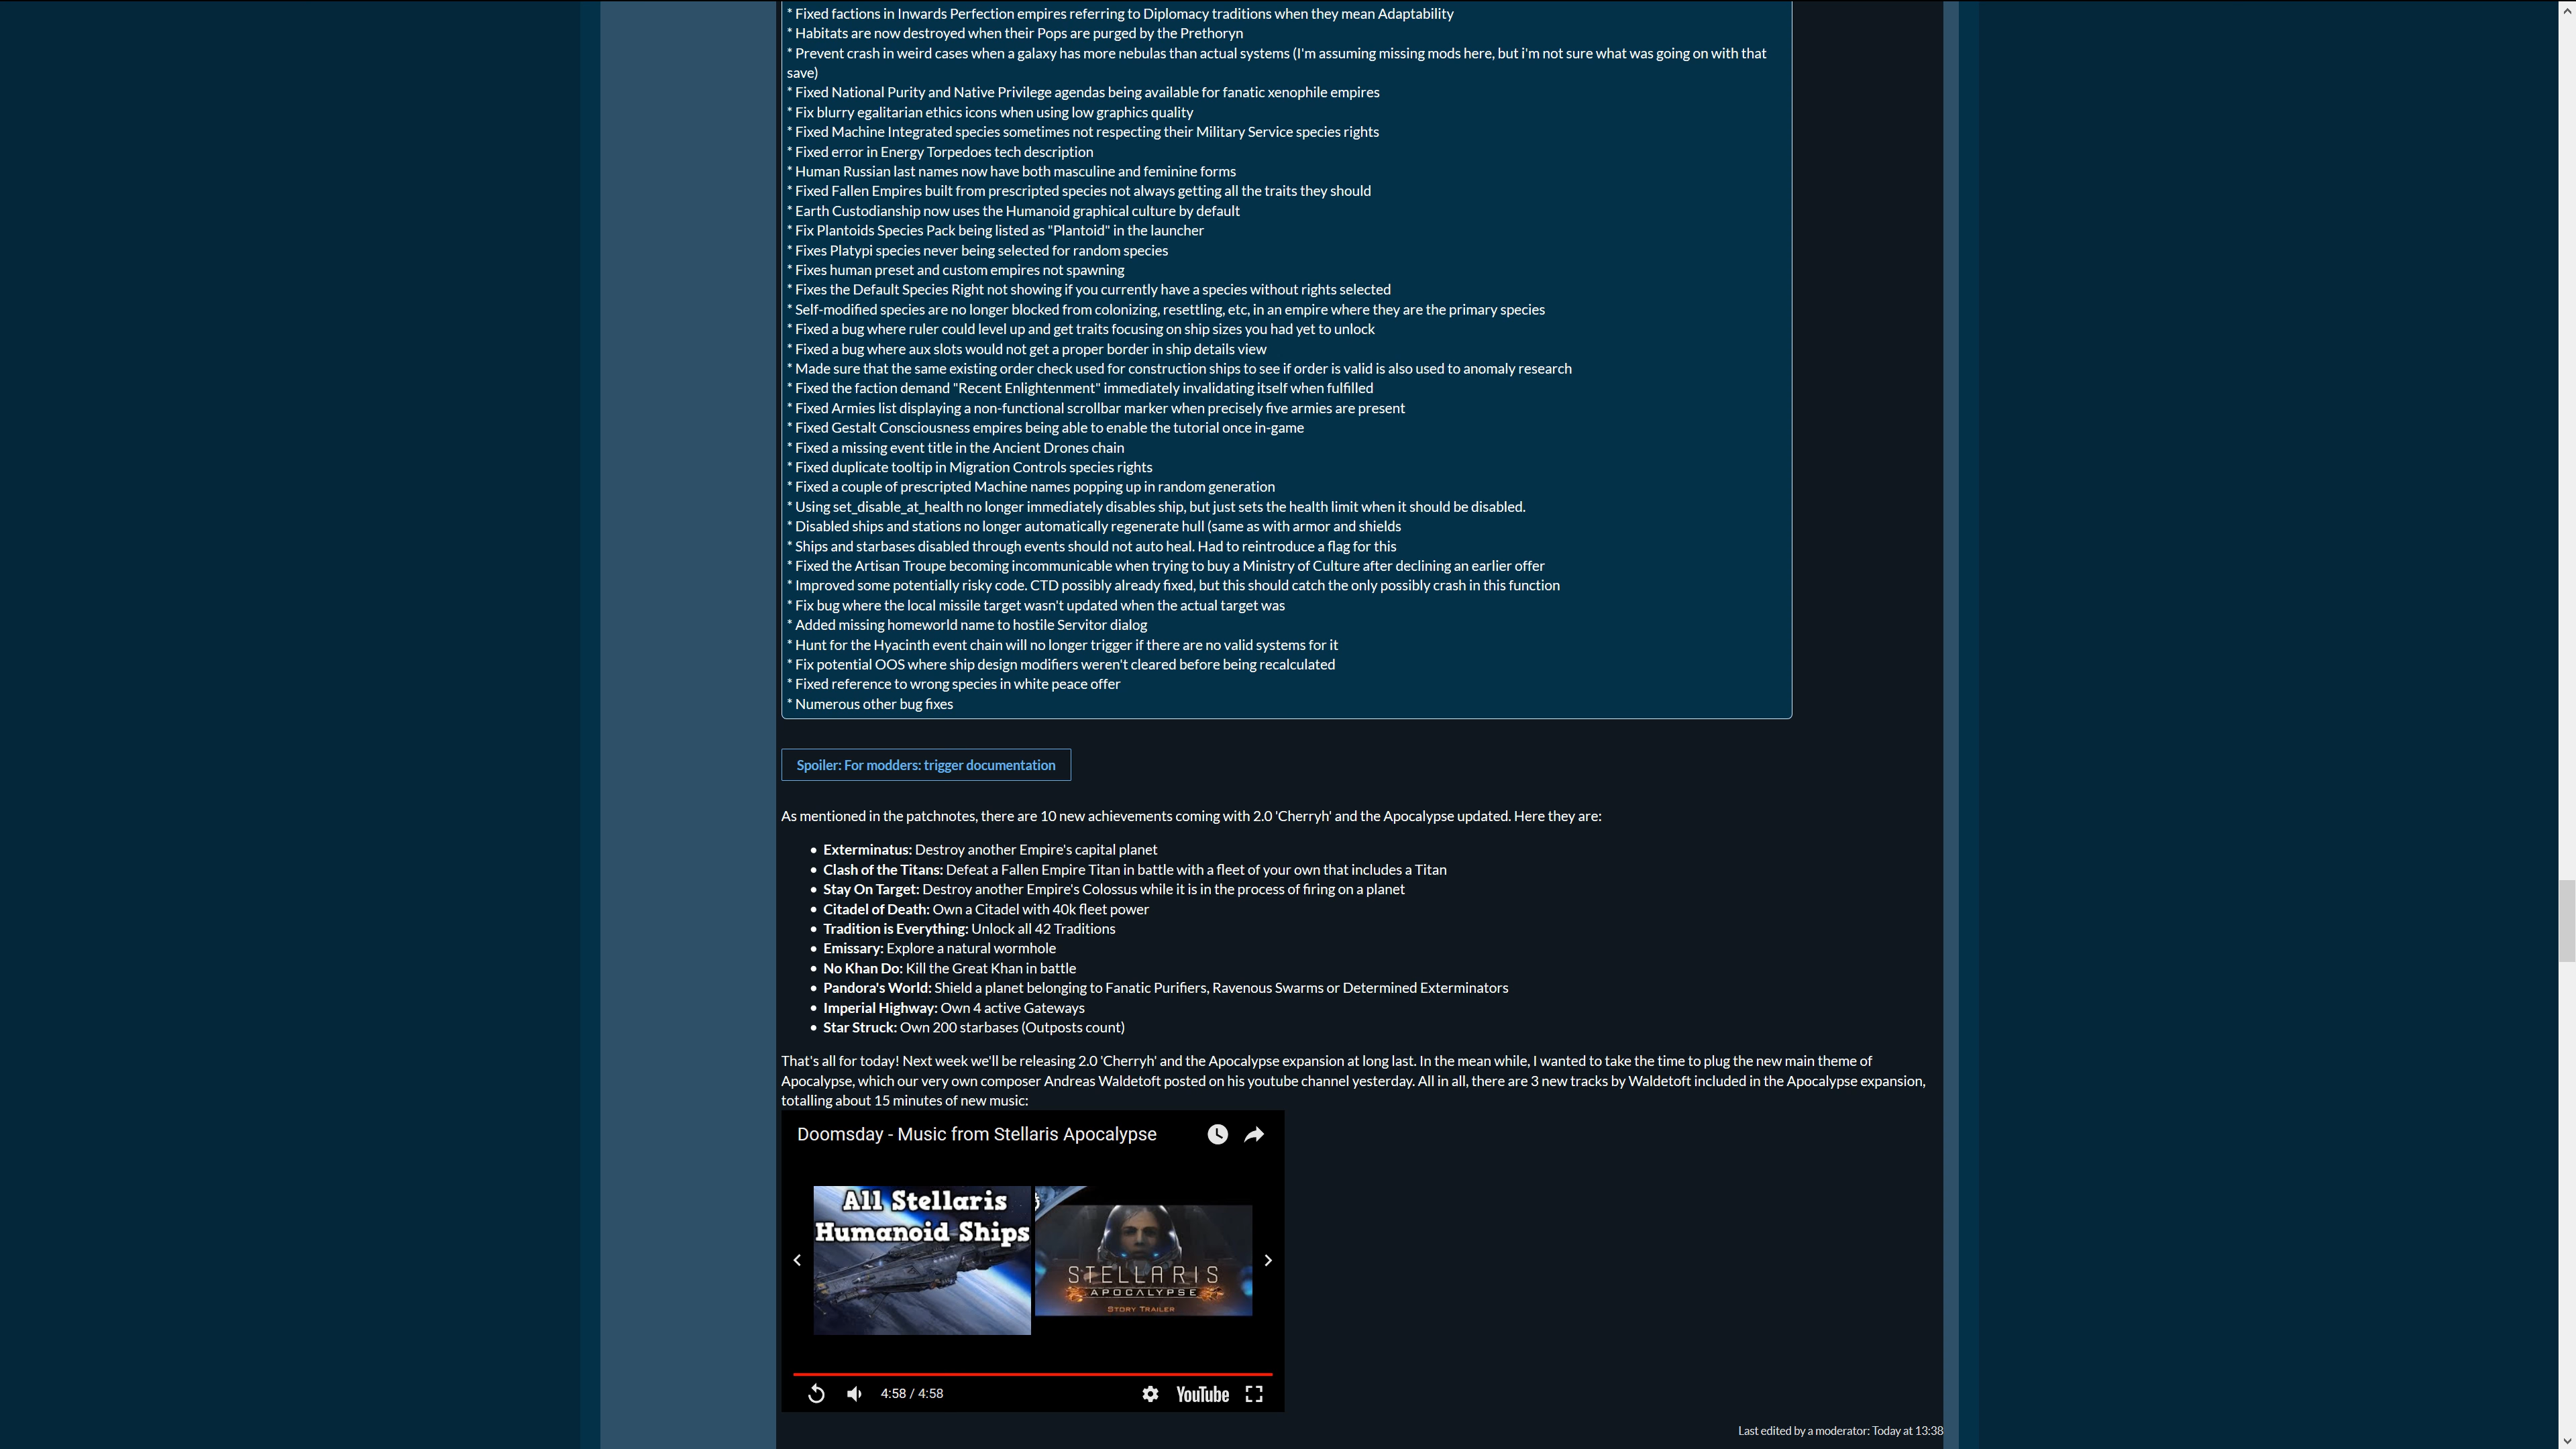 * Fixed factions in Inwards Perfection empires referring to Diplomacy traditions when they mean Adaptability
* Habitats are now destroyed when their Pops are purged by the Prethoryn
* Prevent crash in weird cases when a galaxy has more nebulas than actual systems (I'm assuming missing mods here, but i'm not sure what was going on with that
save)
* Fixed National Purity and Native Privilege agendas being available for fanatic xenophile empires
* Fix blurry egalitarian ethics icons when using low graphics quality
* Fixed Machine Integrated species sometimes not respecting their Military Service species rights
* Fixed error in Energy Torpedoes tech description
* Human Russian last names now have both masculine and feminine forms
* Fixed Fallen Empires built from prescripted species not always getting all the traits they should
* Earth Custodianship now uses the Humanoid graphical culture by default
* Fix Plantoids Species Pack being listed as "Plantoid" in the launcher
* Fixes Platypi species never being selected for random species
* Fixes human preset and custom empires not spawning
* Fixes the Default Species Right not showing if you currently have a species without rights selected
* Self-modified species are no longer blocked from colonizing, resettling, etc, in an empire where they are the primary species
* Fixed a bug where ruler could level up and get traits focusing on ship sizes you had yet to unlock
* Fixed a bug where aux slots would not get a proper border in ship details view
* Made sure that the same existing order check used for construction ships to see if order is valid is also used to anomaly research
* Fixed the faction demand "Recent Enlightenment" immediately invalidating itself when fulfilled
* Fixed Armies list displaying a non-functional scrollbar marker when precisely five armies are present
* Fixed Gestalt Consciousness empires being able to enable the tutorial once in-game
* Fixed a missing event title in the Ancient Drones chain
* Fixed duplicate tooltip in Migration Controls species rights
* Fixed a couple of prescripted Machine names popping up in random generation
* Using set_disable_at_health no longer immediately disables ship, but just sets the health limit when it should be disabled.
* Disabled ships and stations no longer automatically regenerate hull (same as with armor and shields
* Ships and starbases disabled through events should not auto heal. Had to reintroduce a flag for this
* Fixed the Artisan Troupe becoming incommunicable when trying to buy a Ministry of Culture after declining an earlier offer
* Improved some potentially risky code. CTD possibly already fixed, but this should catch the only possibly crash in this function
* Fix bug where the local missile target wasn't updated when the actual target was
* Added missing homeworld name to hostile Servitor dialog
* Hunt for the Hyacinth event chain will no longer trigger if there are no valid systems for it
* Fix potential OOS where ship design modifiers weren't cleared before being recalculated
* Fixed reference to wrong species in white peace offer
* Numerous other bug fixes
Spoiler: For modders: trigger documentation
As mentioned in the patchnotes, there are 10 new achievements coming with 2.0 'Cherryh' and the Apocalypse updated. Here they are:
• Exterminatus: Destroy another Empire's capital planet
• Clash of the Titans: Defeat a Fallen Empire Titan in battle with a fleet of your own that includes a Titan
• Stay On Target: Destroy another Empire's Colossus while it is in the process of firing on a planet
• Citadel of Death: Own a Citadel with 40k fleet power
• Tradition is Everything: Unlock all 42 Traditions
• Emissary: Explore a natural wormhole
• No Khan Do: Kill the Great Khan in battle
• Pandora's World: Shield a planet belonging to Fanatic Purifiers, Ravenous Swarms or Determined Exterminators
• Imperial Highway: Own 4 active Gateways
• Star Struck: Own 200 starbases (Outposts count)
That's all for today! Next week we'll be releasing 2.0 'Cherryh' and the Apocalypse expansion at long last. In the mean while, I wanted to take the time to plug the new main theme of
Apocalypse, which our very own composer Andreas Waldetoft posted on his youtube channel yesterday. All in all, there are 3 new tracks by Waldetoft included in the Apocalypse expansion,
totalling about 15 minutes of new music:
Doomsday - Music from Stellaris Apocalypse
All Stellaris
Humanoid Ships
STELLARIS
APOCALYPSE
STORY TRAILER
4:58 / 4:58
YouTube
Last edited by a moderator: Today at 13:38